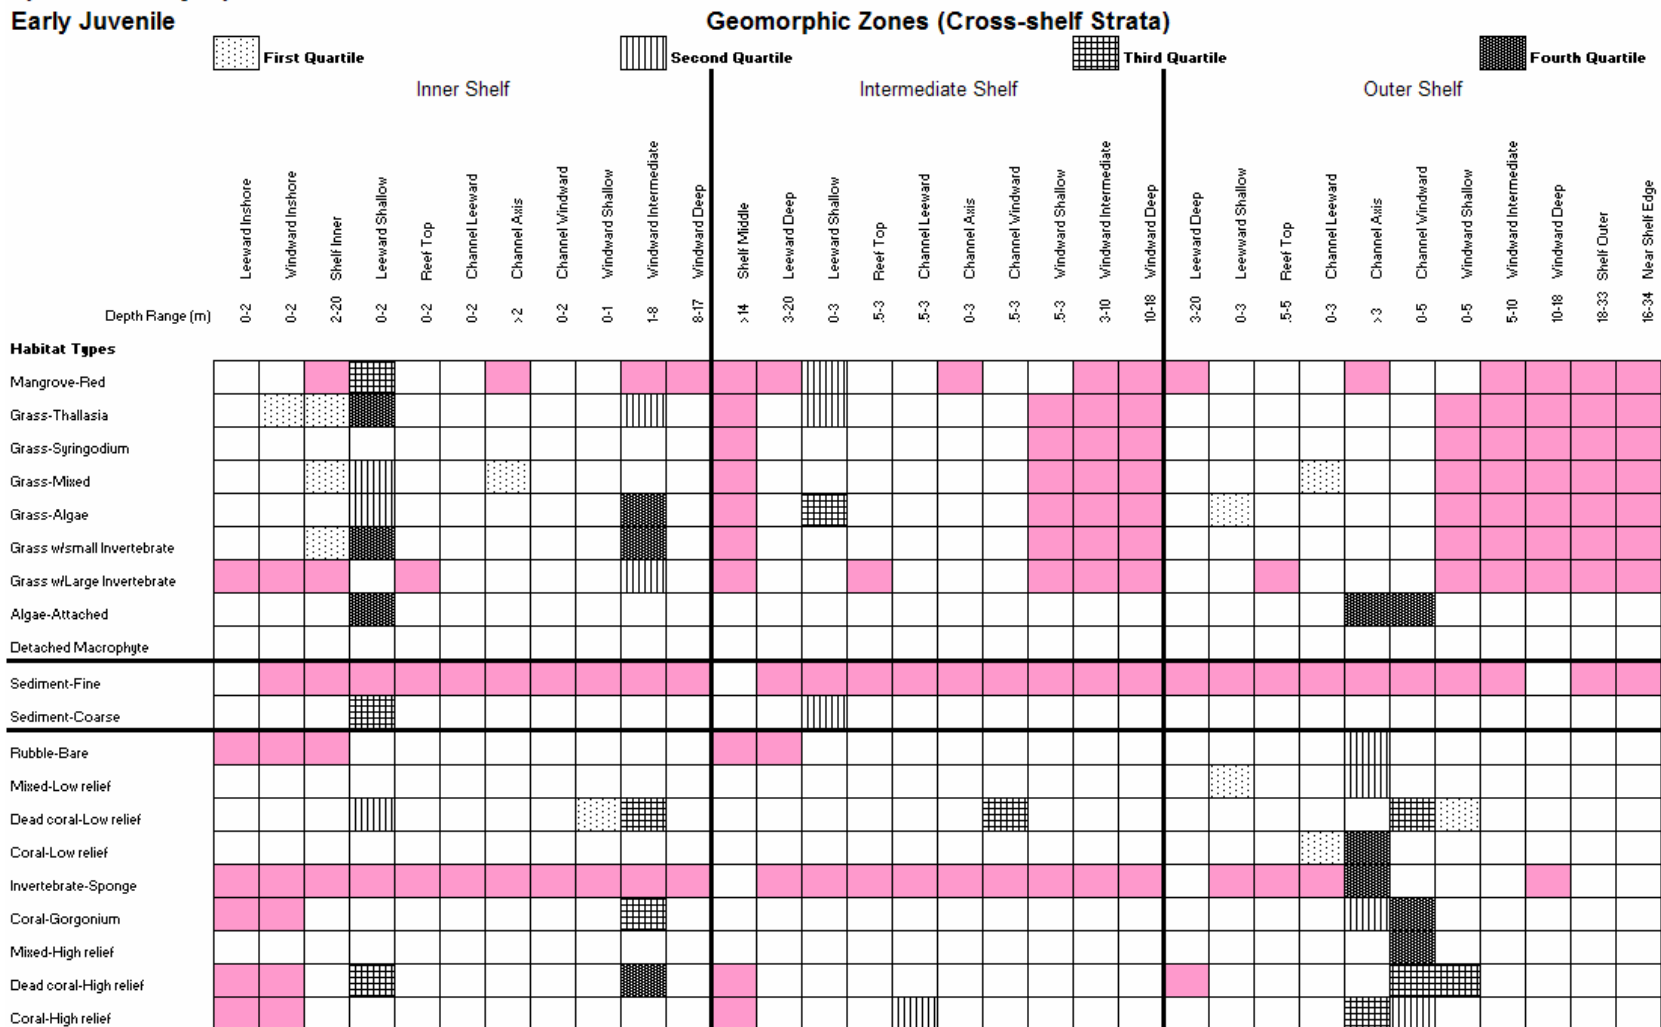 Early Juvenile
Geomorphic Zones (Cross-shelf Strata)
First Quartile
Second Quartile
Third Quartile
Fourth Quartile
Inner Shelf
Intermediate Shelf
Outer Shelf
Leeward Inshore
Windward Inshore
Shelf Inner
Leeward Shallow
Reef Top
Channel Leeward
Channel Axis
Channel Windward
Windward Shallow
Windward Intermediate
Windward Deep
Shelf Middle
Leeward Deep
Leeward Shallow
Reef Top
Channel Leeward
Channel Axis
Channel Windward
Windward Shallow
Windward Intermediate
Windward Deep
Leeward Deep
Leeward Shallow
Reef Top
Channel Leeward
Channel Axis
Channel Windward
Windward Shallow
Windward Intermediate
Windward Deep
Shelf Outer
Near Shelf Edge
Depth Range (m)
0-2
0-2
2-20
0-2
0-2
0-2
>2
0-2
0-1
1-8
8-17
>14
3-20
0-3
.5-3
.5-3
0-3
.5-3
.5-3
3-10
10-18
3-20
0-3
.5-5
0-3
>3
0-5
0-5
5-10
10-18
18-33
16-34
Habitat Types
Mangrove-Red
Grass-Thallasia
Grass-Syringodium
Grass-Mixed
Grass-Algae
Grass w/small Invertebrate
Grass w/Large Invertebrate
Algae-Attached
Detached Macrophyte
Sediment-Fine
Sediment-Coarse
Rubble-Bare
Mixed-Low relief
Dead coral-Low relief
Coral-Low relief
Invertebrate-Sponge
Coral-Gorgonium
Mixed-High relief
Dead coral-High relief
Coral-High relief